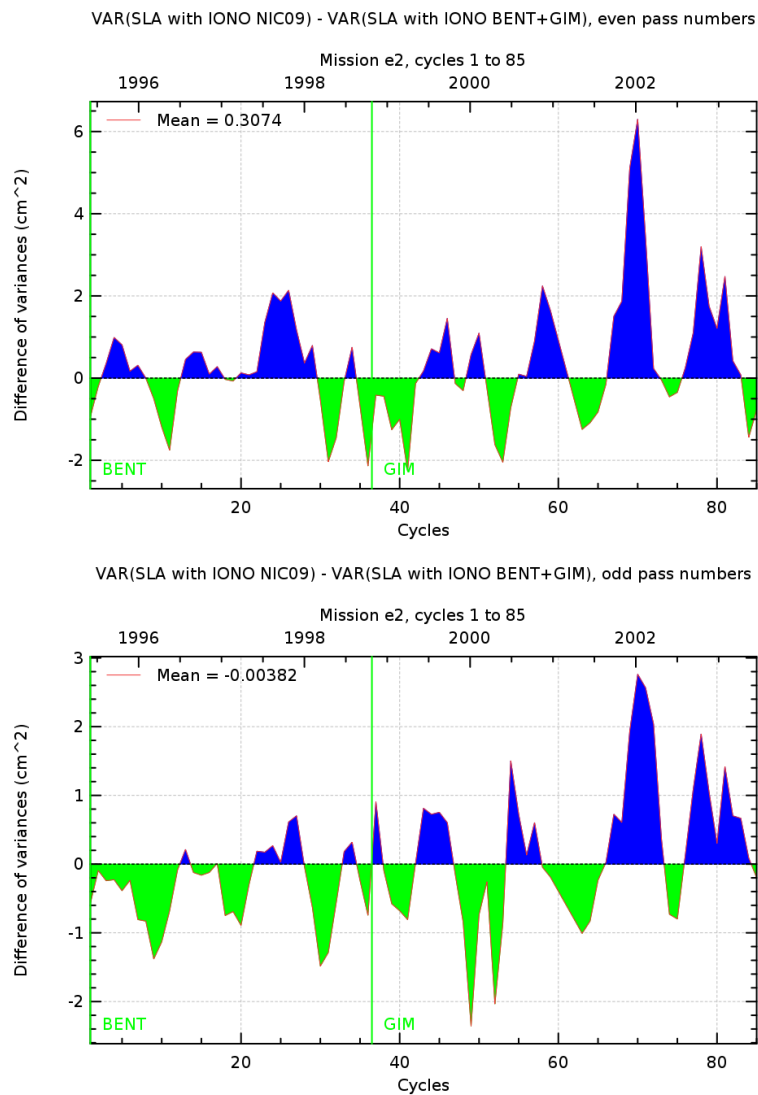 VAR(SLA with IONO NIC09) - VAR(SLA with IONO BENT+GIM), even pass numbers
Mission e2, cycles 1 to 85
1996 1998 2000 2002
Mean = 0.3074
6
4
2
0
-2
Difference of variances (cm^2)
BENT GIM
20 40 60 80
Cycles
VAR(SLA with IONO NIC09) - VAR(SLA with IONO BENT+GIM), odd pass numbers
Mission e2, cycles 1 to 85
1996 1998 2000 2002
3
Mean = -0.00382
2
1
0
-1
-2
Difference of variances (cm^2)
BENT GIM
20 40 60 80
Cycles